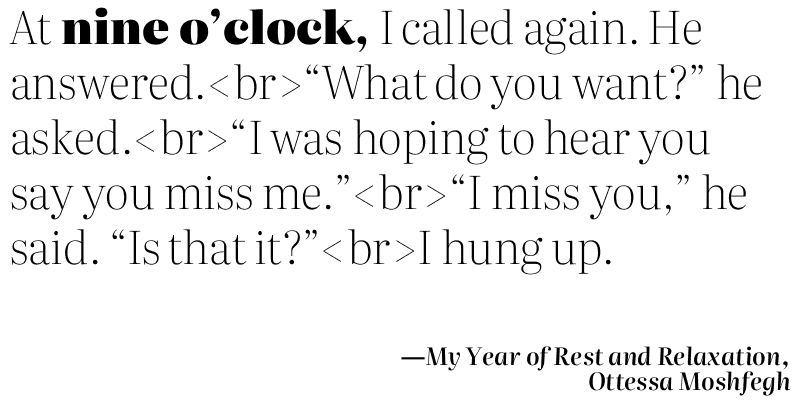 At nine o’clock, I called again. He
answered.<br>“What do you want?” he
asked.<br>“I was hoping to hear you
say you miss me.”<br>“I miss you,” he
said. “Is that it?”<br>I hung up.
—My Year of Rest and Relaxation,
Ottessa Moshfegh